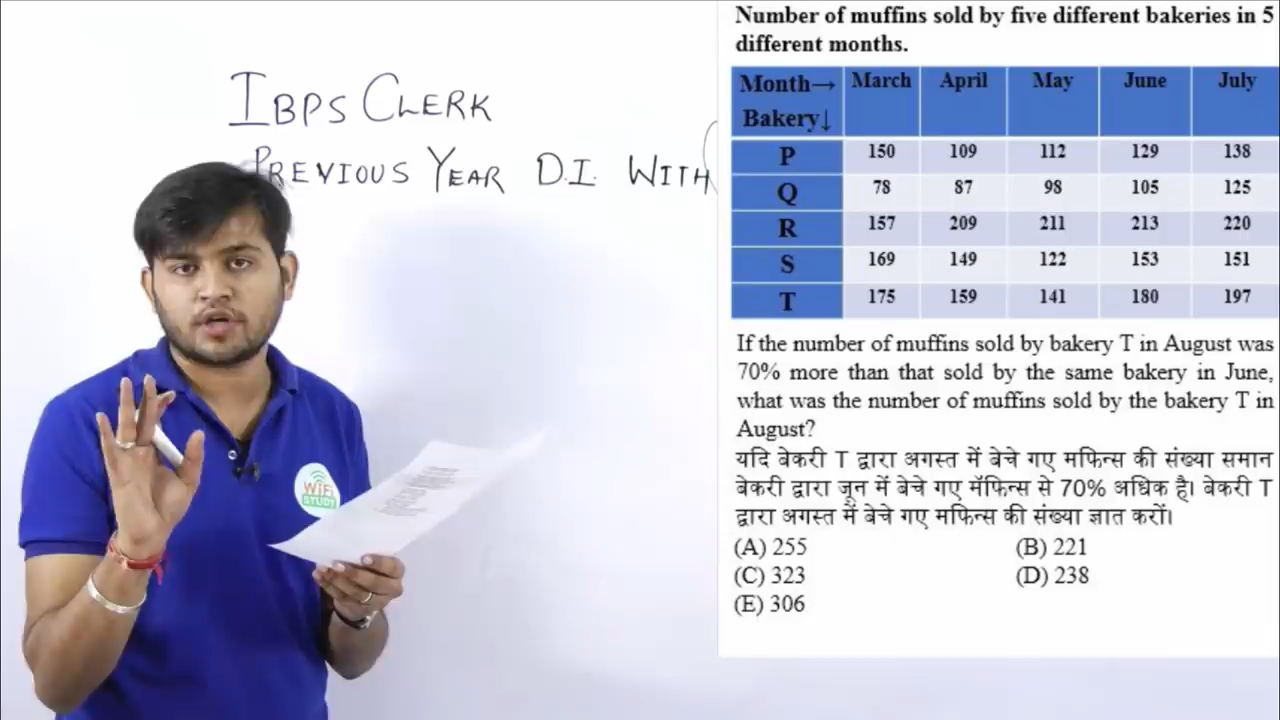 IBPS CLERK
PREVIOUS YEAR D.I. WITH
WiFi
STUDY
Number of muffins sold by five different bakeries in 5
different months.
Month→ Bakery↓ March April May June July
P 150 109 112 129 138
Q 78 87 98 105 125
R 157 209 211 213 220
S 169 149 122 153 151
T 175 159 141 180 197
If the number of muffins sold by bakery T in August was
70% more than that sold by the same bakery in June,
what was the number of muffins sold by the bakery T in
August?
यदि बेकरी T द्वारा अगस्त में बेचे गए मफिन्स की संख्या समान
बेकरी द्वारा जून में बेचे गए मॅफिन्स से 70% अधिक है। बेकरी T
द्वारा अगस्त में बेचे गए मफिन्स की संख्या ज्ञात करों।
(A) 255 (B) 221
(C) 323 (D) 238
(E) 306